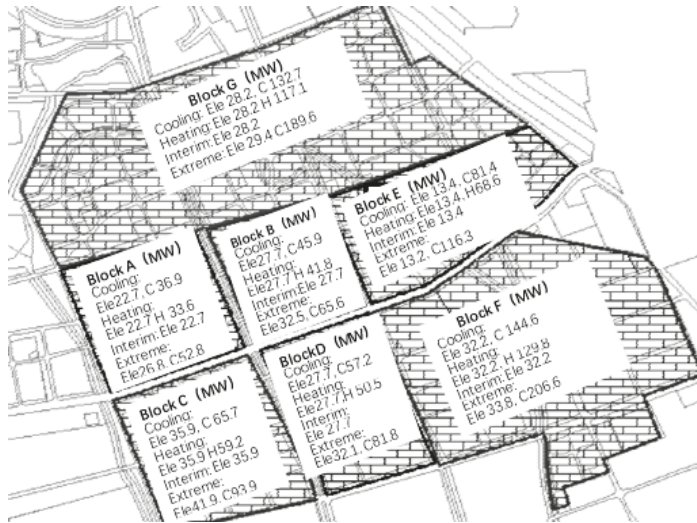 Block G (MW)
Cooling: Ele 28.2, C 132.7
Heating: Ele 28.2 H 117.1
Interim: Ele 28.2
Extreme: Ele 29.4 C189.6
Block E (MW)
Cooling: Ele 13.4, C81.4
Heating:Ele 13.4, H68.6
Interim: Ele 13.4
Extreme:
Ele 13.2, C116.3
Block B (MW)
Cooling:
Ele27.7, C45.9
Heating:
Ele27.7 H 41.8
Interim:Ele 27.7
Extreme:
Ele32.5, C65.6
Block A (MW)
Cooling:
Ele22.7, C 36.9
Heating:
Ele 22.7 H 33.6
Interim: Ele 22.7
Extreme:
Ele26.8, C52.8
Block F (MW)
Cooling:
Ele 32.2, C 144.6
Heating:
Ele 32.2, H 129.8
Interim: Ele 32.2
Extreme:
Ele 33.8, C206.6
BlockD (MW)
Cooling:
Ele27.7, C57.2
Heating:
Ele27.7,H 50.5
Interim:
Ele 27.7
Extreme:
Ele32.1, C81.8
Block C (MW)
Cooling:
Ele 35.9, C 65.7
Heating:
Ele 35.9 H59.2
Interim: Ele 35.9
Extreme:
Ele41.9, C93.9